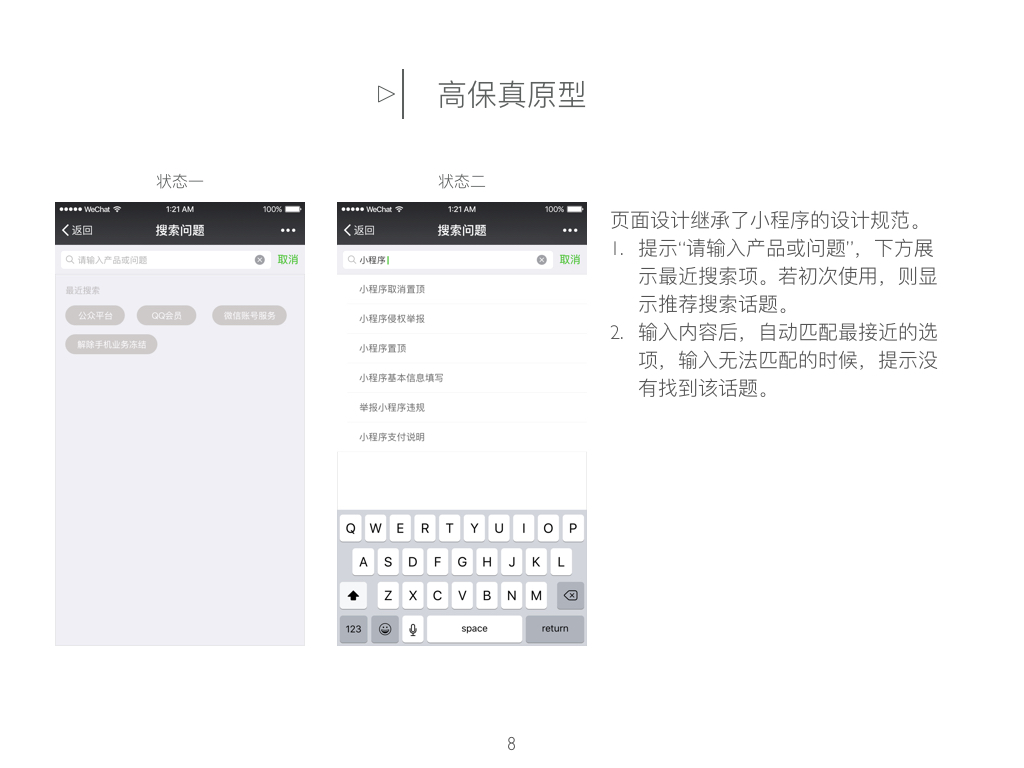 高保真原型
状态一
WeChat 1:21 AM 100%
返回 搜索问题
请输入产品或问题 取消
最近搜索
公众平台 QQ会员 微信账号服务
解除手机业务冻结
状态二
WeChat 1:21 AM 100%
返回 搜索问题
小程序 取消
小程序取消置顶
小程序侵权举报
小程序置顶
小程序基本信息填写
举报小程序违规
小程序支付说明
Q W E R T Y U I O P
A S D F G H J K L
Z X C V B N M
123 space return
页面设计继承了小程序的设计规范。
1. 提示“请输入产品或问题”，下方展
示最近搜索项。若初次使用，则显
示推荐搜索话题。
2. 输入内容后，自动匹配最接近的选
项，输入无法匹配的时候，提示没
有找到该话题。
8